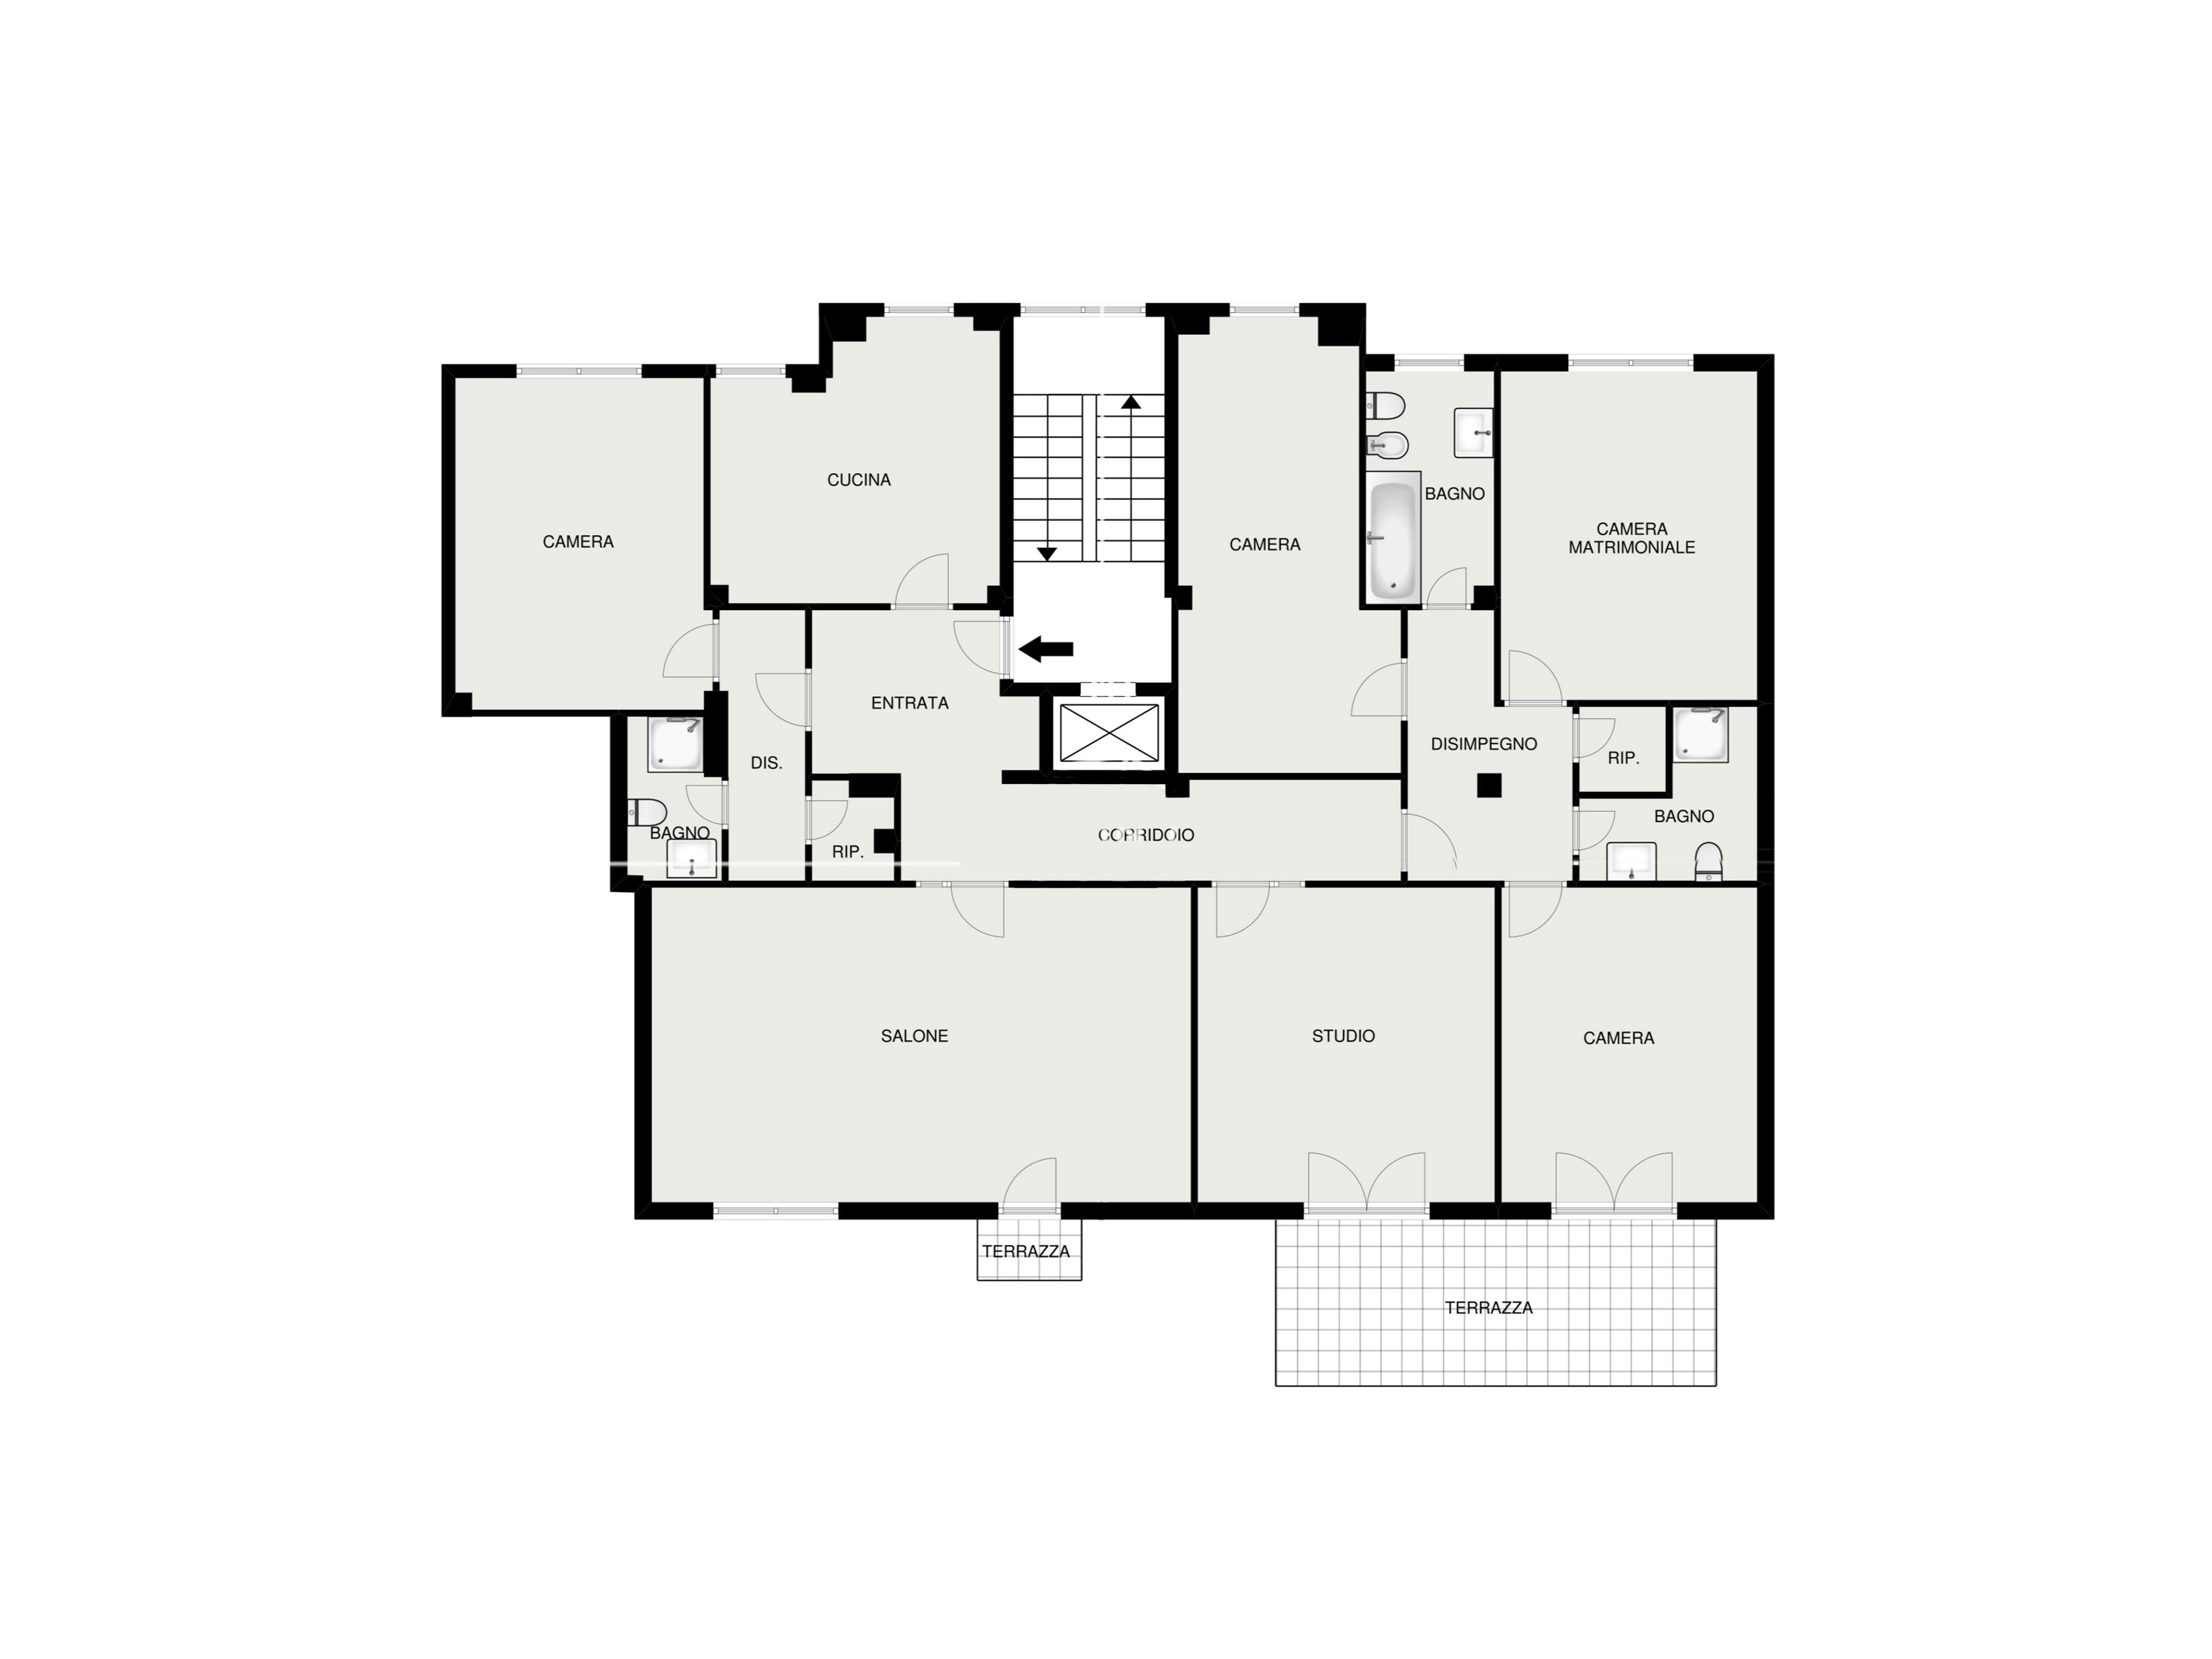 CUCINA
BAGNO
CAMERA
MATRIMONIALE
CAMERA
CAMERA
ENTRATA
DISIMPEGNO
DIS.
RIP.
BAGNO
BAGNO
CORRIDOIO
RIP.
SALONE
STUDIO
CAMERA
TERRAZZA
TERRAZZA